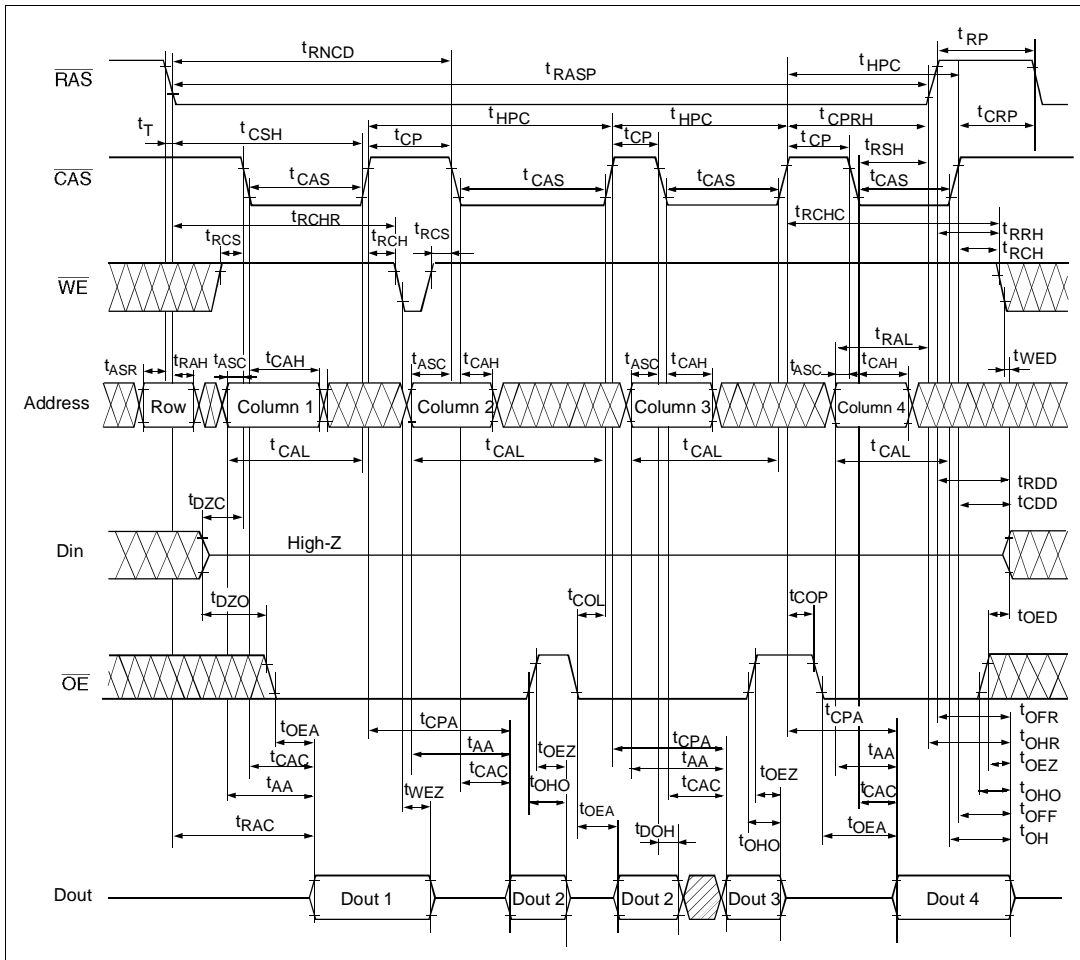 tRP
tRNCD
tHPC
RAS
tRASP
tT
tCSH
tHPC
tHPC
tCPRH
tCRP
tCP
tCP
tCP
tRSH
CAS
tCAS
tCAS
tCAS
tCAS
tRCHR
tRCHC
tRCS
tRCH
tRCS
tRRH
tRCH
WE
tRAL
tASR
tRAH
tASC
tCAH
tASC
tCAH
tASC
tCAH
tASC
tCAH
tWED
Address
Row
Column 1
Column 2
Column 3
Column 4
tCAL
tCAL
tCAL
tCAL
tRDD
tCDD
tDZC
Din
High-Z
tDZO
tCOL
tCOP
tOED
OE
tOEA
tCPA
tCPA
tCPA
tOFR
tCAC
tAA
tOEZ
tAA
tOEZ
tAA
tOHR
tAA
tCAC
tOHO
tCAC
tCAC
tOEZ
tWEZ
tOEA
tDOH
tOHO
tOEA
tOHO
tRAC
tOFF
tOH
Dout
Dout 1
Dout 2
Dout 2
Dout 3
Dout 4